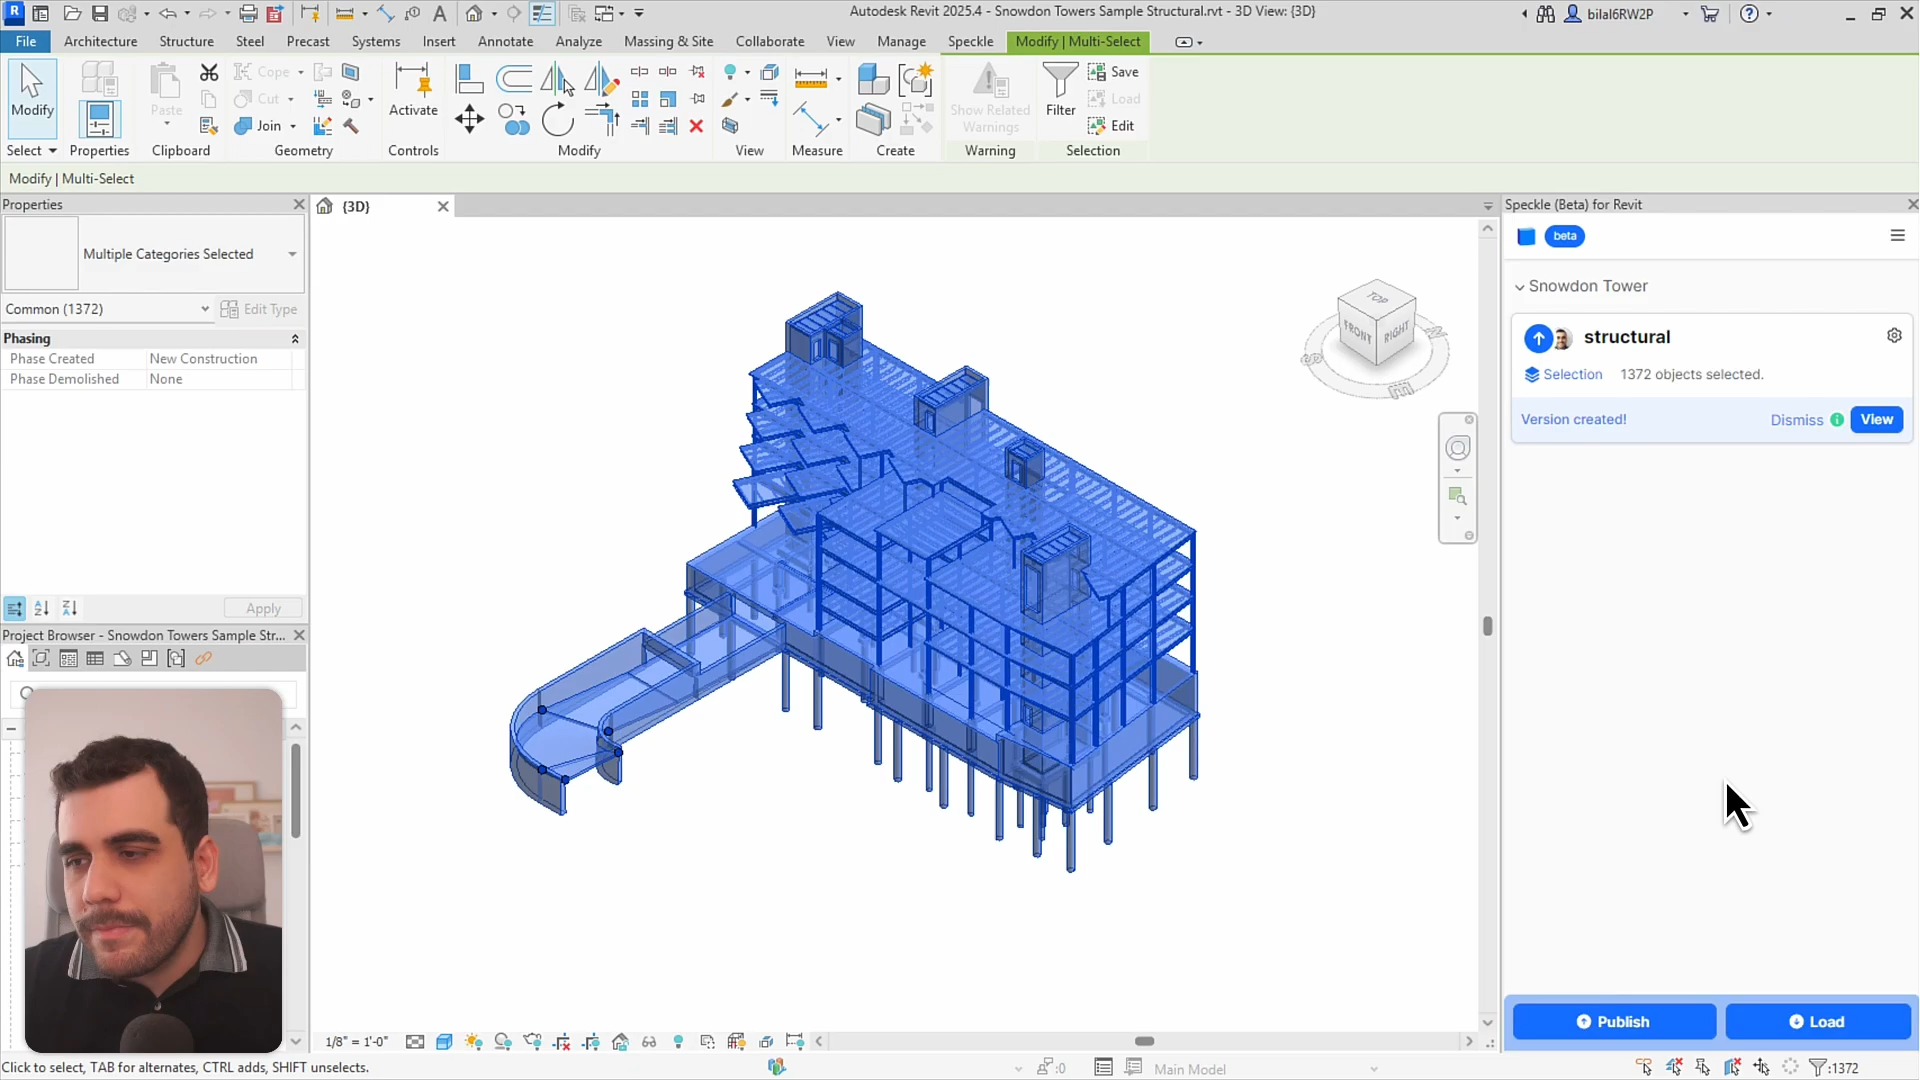 Autodesk Revit 2025.4 - Snowdon Towers Sample Structural.rvt - 3D View: {3D}
bilal6RW2P
File Architecture Structure Steel Precast Systems Insert Annotate Analyze Massing & Site Collaborate View Manage Speckle Modify | Multi-Select
Modify
Paste
Cope
Cut
Join
Activate
Show Related
Warnings
Filter
Save
Load
Edit
Select Properties Clipboard Geometry Controls Modify View Measure Create Warning Selection
Modify | Multi-Select
Properties
Multiple Categories Selected
Common (1372)
Edit Type
Phasing
Phase Created New Construction
Phase Demolished None
Apply
Project Browser - Snowdon Towers Sample Str...
{3D}
TOP
FRONT
RIGHT
Speckle (Beta) for Revit
beta
Snowdon Tower
structural
Selection 1372 objects selected.
Version created! Dismiss View
Publish Load
1/8" = 1'-0"
Click to select, TAB for alternates, CTRL adds, SHIFT unselects.
:0
Main Model
:1372